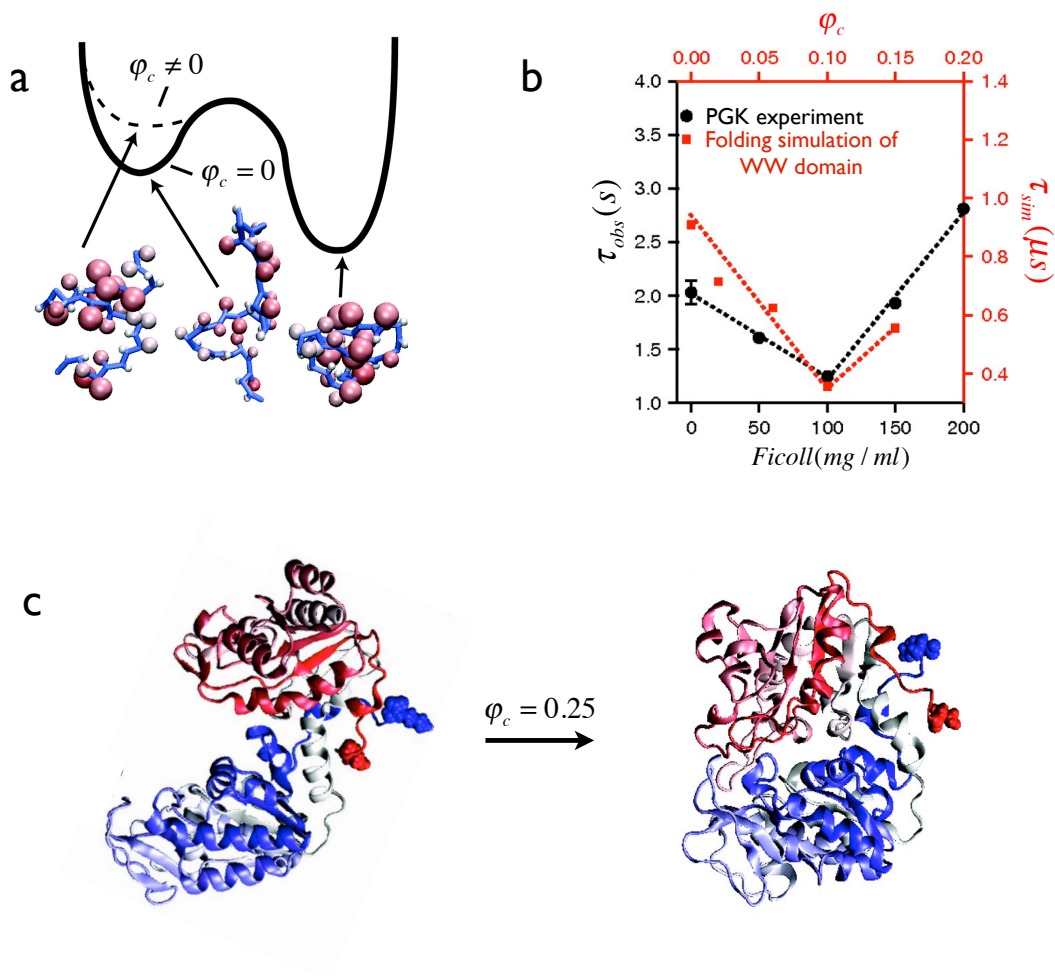 a
φc ≠ 0
φc = 0
b
φc
0.00 0.05 0.10 0.15 0.20
4.0
3.5
3.0
2.5
2.0
1.5
1.0
τobs (s)
PGK experiment
Folding simulation of
WW domain
1.4
1.2
1.0
0.8
0.6
0.4
τsim (μs)
0 50 100 150 200
Ficoll(mg / ml)
c
φc = 0.25